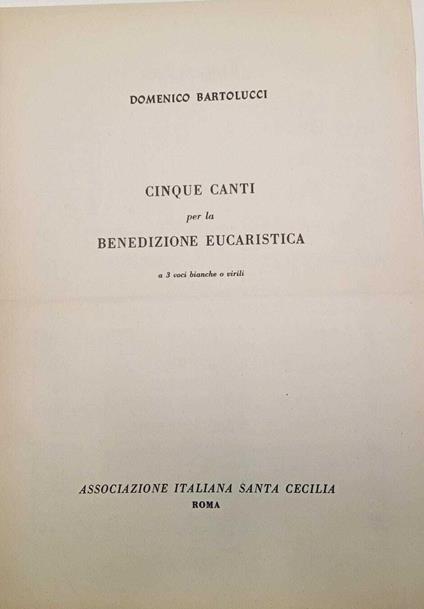 DOMENICO BARTOLUCCI
CINQUE CANTI
per la
BENEDIZIONE EUCARISTICA
a 3 voci bianche o virili
ASSOCIAZIONE ITALIANA SANTA CECILIA
ROMA